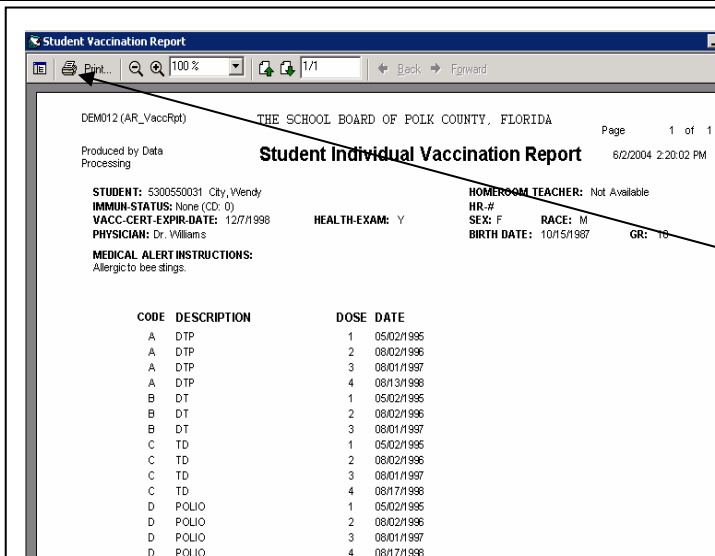 Student Vaccination Report
Print... 100 % 1/1 Back Forward
DEM012 (AR_VaccRpt) THE SCHOOL BOARD OF POLK COUNTY, FLORIDA
Page 1 of 1
Produced by Data Processing Student Individual Vaccination Report 6/2/2004 2:20:02 PM
STUDENT: 5300550031 City, Wendy HOMEROOM TEACHER: Not Available
IMMUN-STATUS: None (CD: 0) HR-#
VACC-CERT-EXPIR-DATE: 12/7/1998 HEALTH-EXAM: Y SEX: F RACE: M
PHYSICIAN: Dr. Williams BIRTH DATE: 10/15/1987 GR: 10
MEDICAL ALERT INSTRUCTIONS:
Allergic to bee stings.
CODE DESCRIPTION DOSE DATE
A DTP 1 05/02/1995
A DTP 2 08/02/1996
A DTP 3 08/01/1997
A DTP 4 08/13/1998
B DT 1 05/02/1995
B DT 2 08/02/1996
B DT 3 08/01/1997
C TD 1 05/02/1995
C TD 2 08/02/1996
C TD 3 08/01/1997
C TD 4 08/17/1998
D POLIO 1 05/02/1995
D POLIO 2 08/02/1996
D POLIO 3 08/01/1997
D POLIO 4 08/17/1998